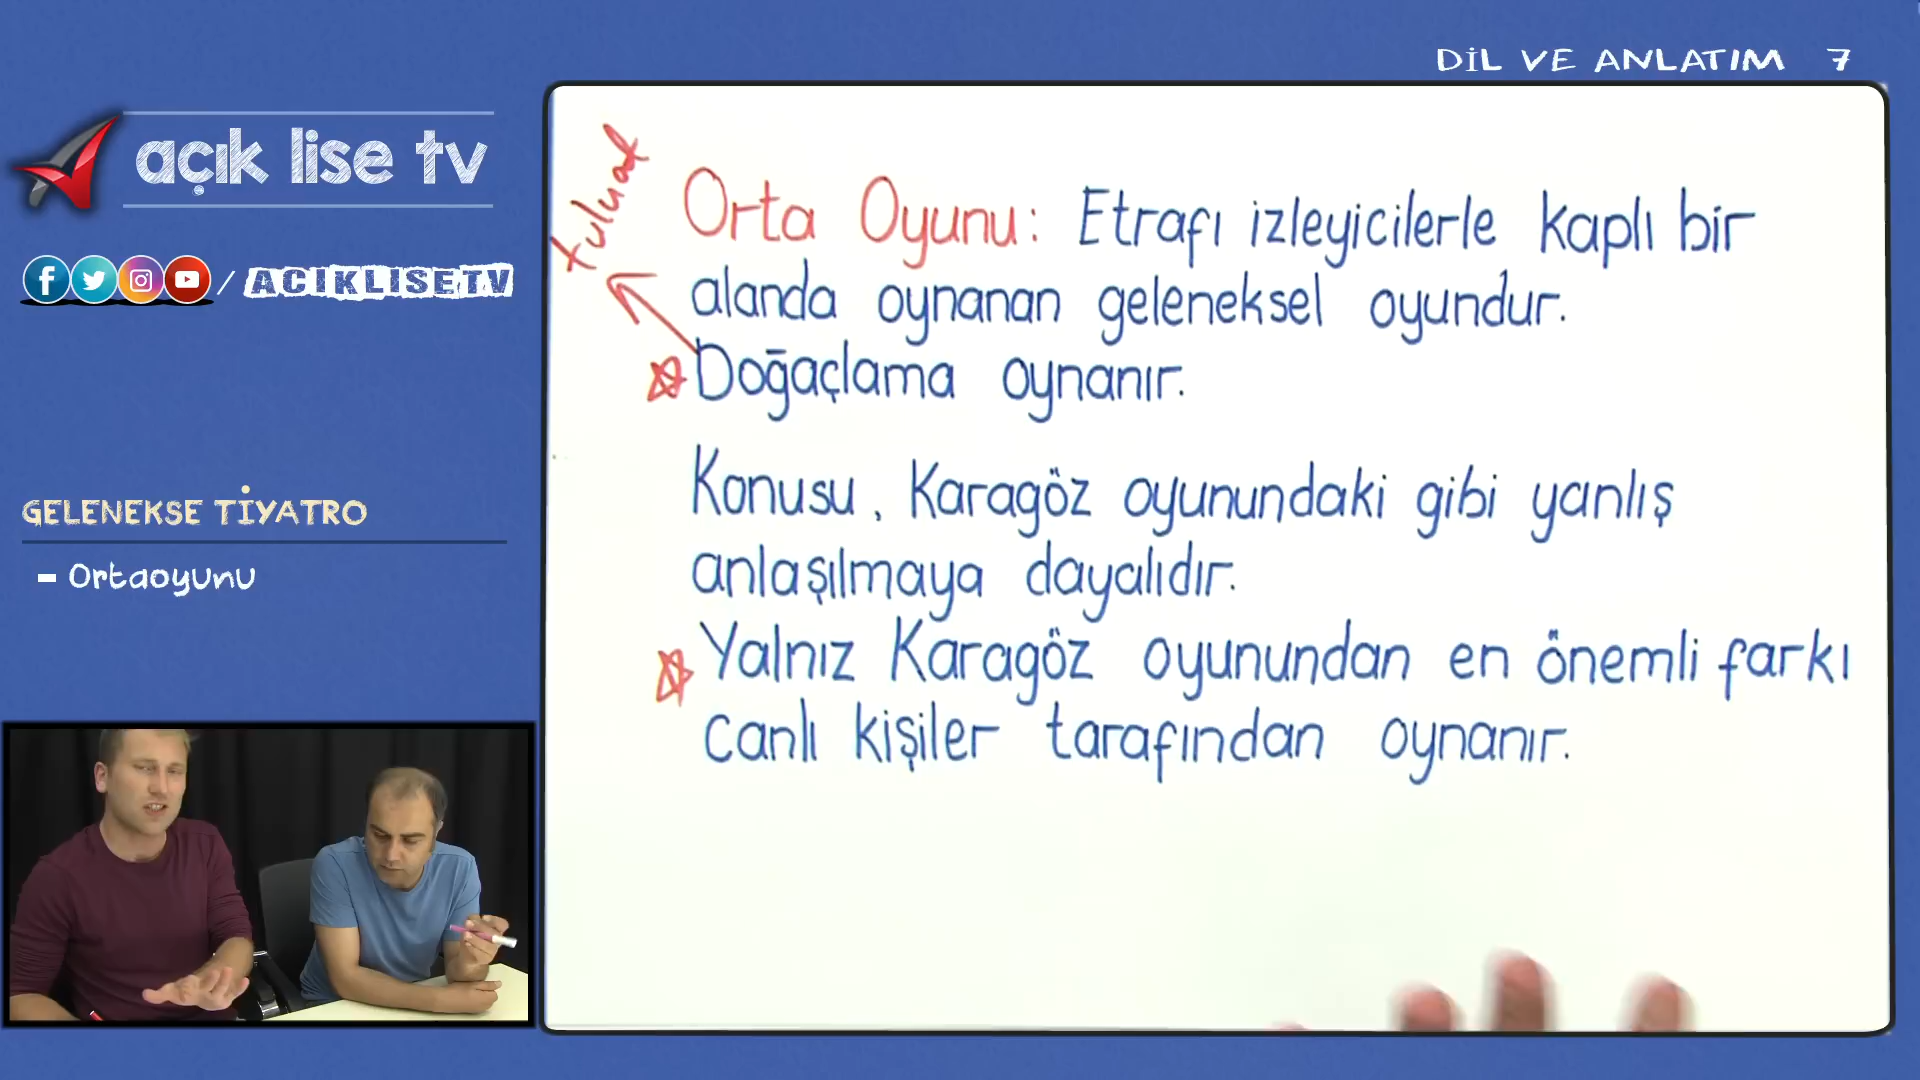 DİL VE ANLATIM 7
açık lise tv
/ ACIKLISETV
GELENEKSE TİYATRO
- Ortaoyunu
tuluat
Orta Oyunu: Etrafı izleyicilerle kaplı bir
alanda oynanan geleneksel oyundur.
Doğaçlama oynanır.
Konusu, Karagöz oyunundaki gibi yanlış
anlaşılmaya dayalıdır.
Yalnız Karagöz oyunundan en önemli farkı
canlı kişiler tarafından oynanır.